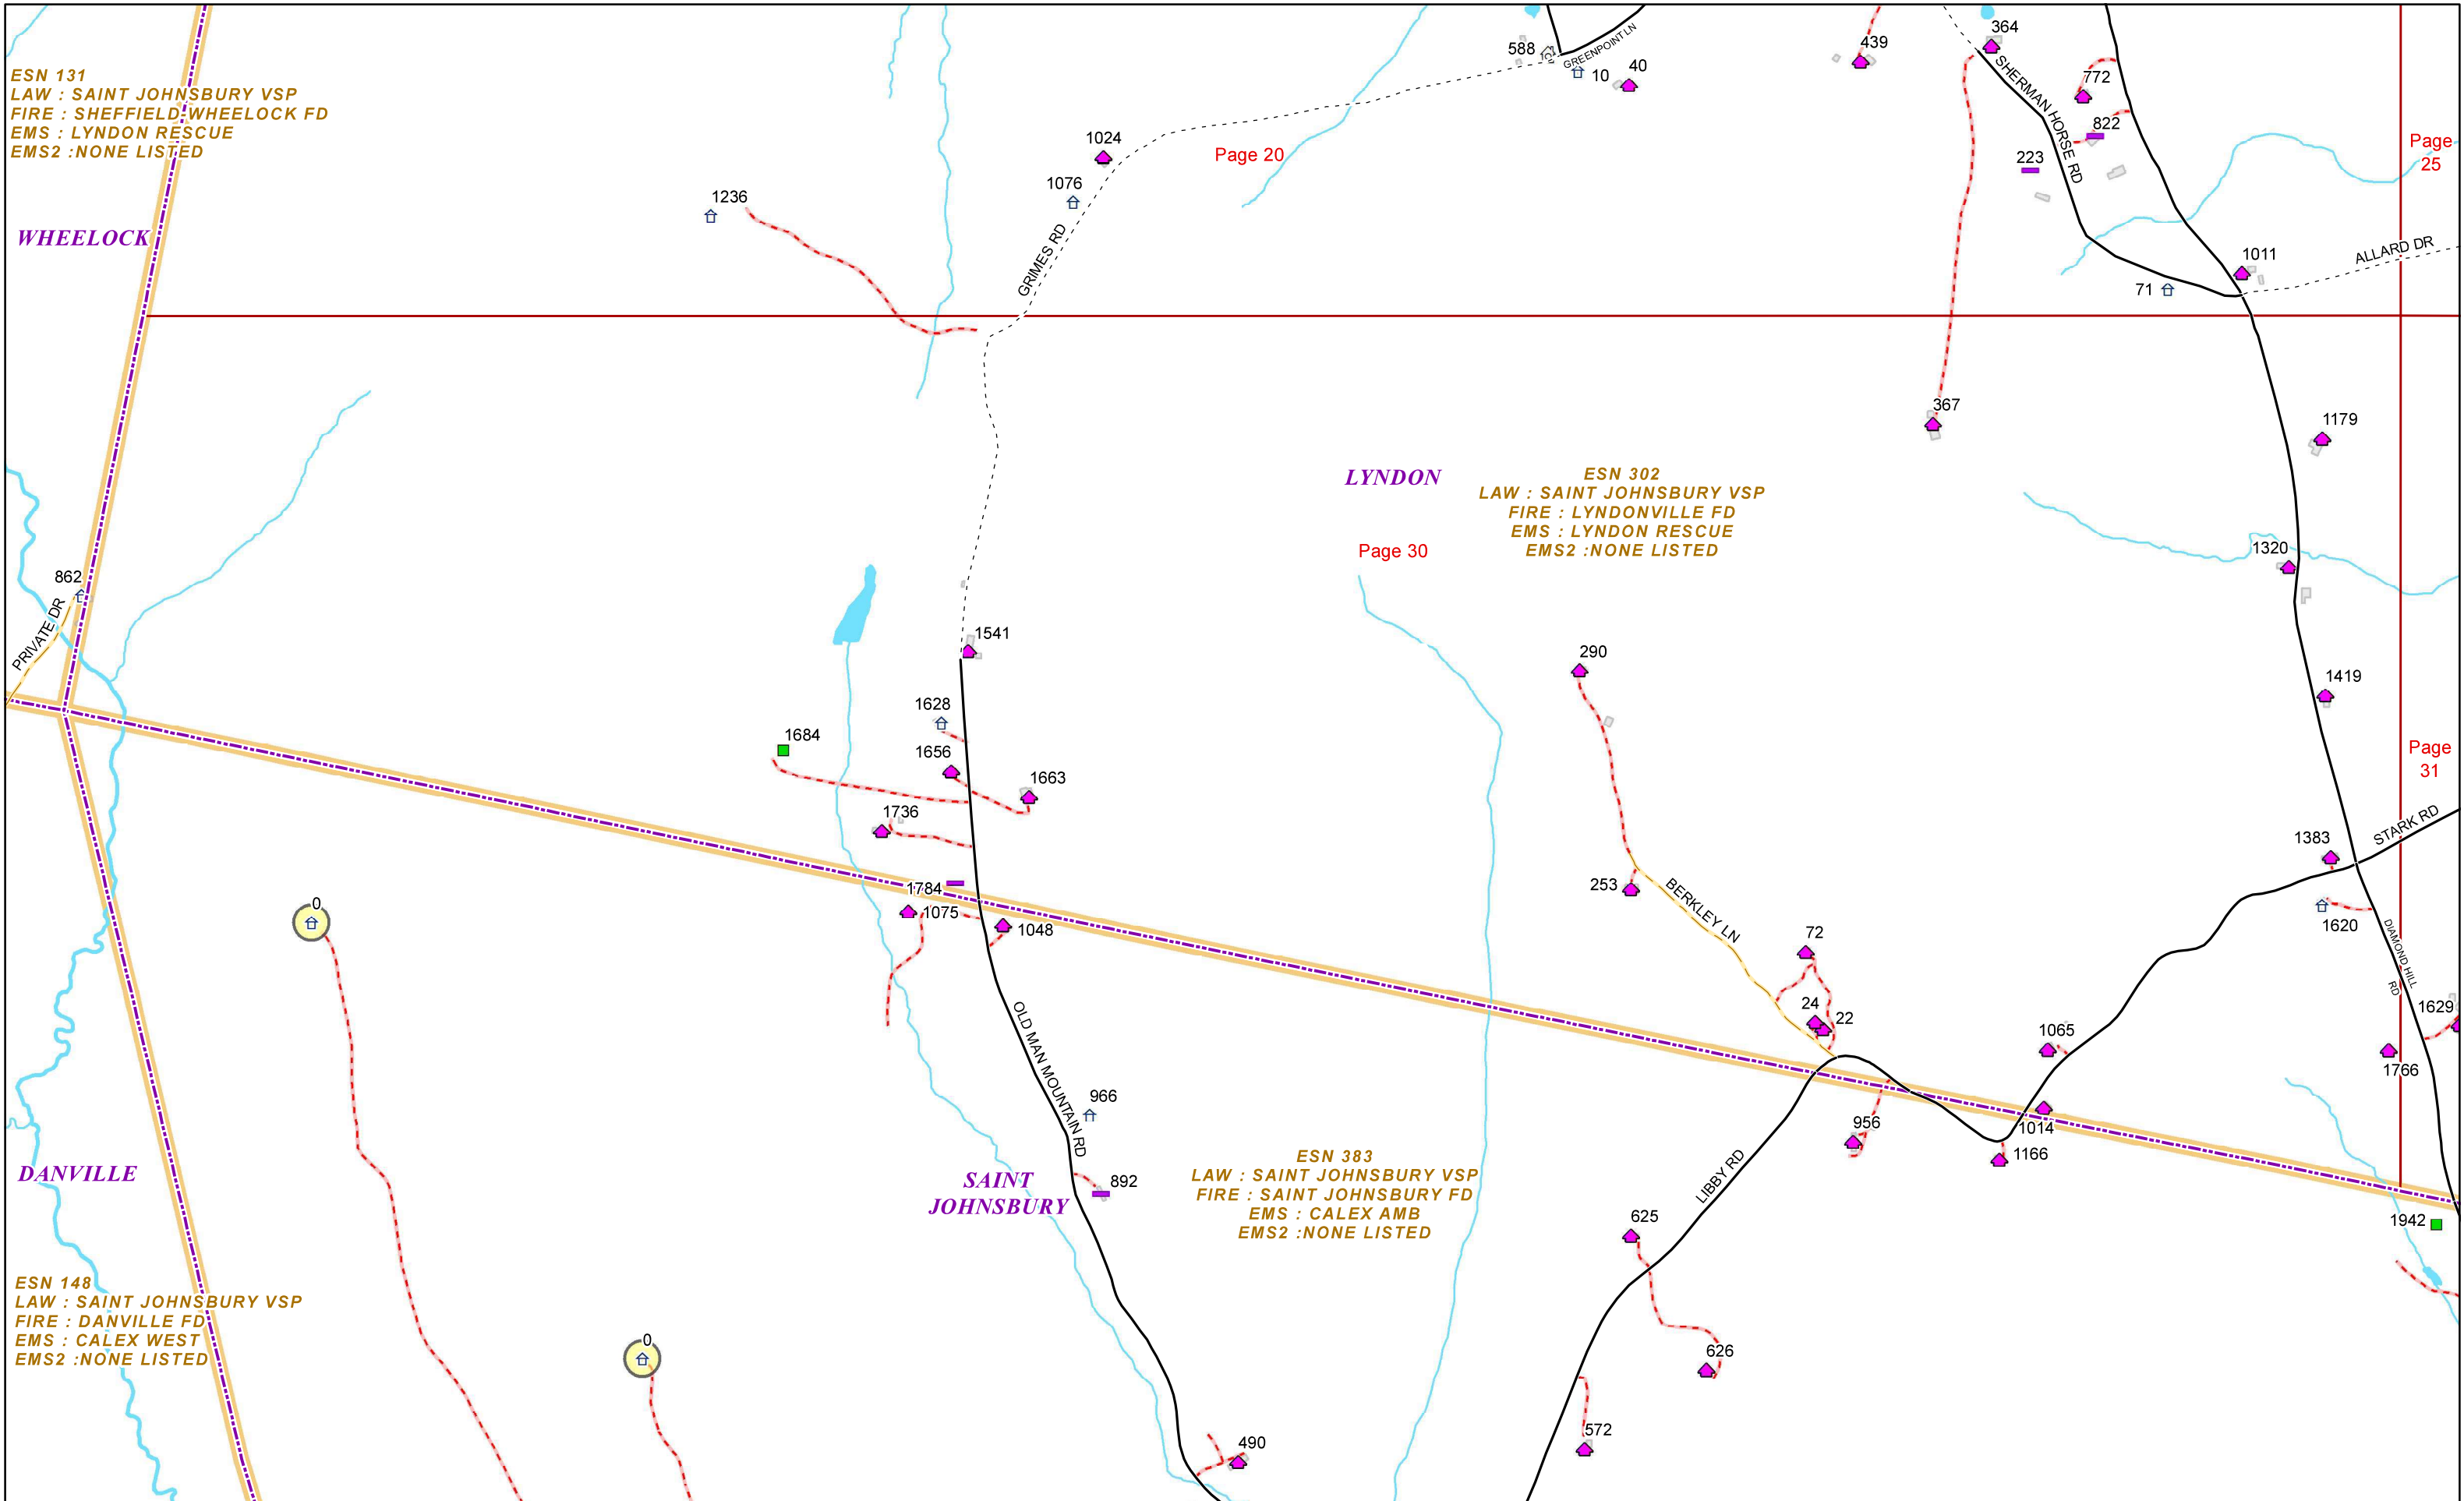 364
588
GREENPOINT LN
10
40
439
772
SHERMAN HORSE RD
ESN 131
LAW : SAINT JOHNSBURY VSP
FIRE : SHEFFIELD WHEELOCK FD
EMS : LYNDON RESCUE
EMS2 :NONE LISTED
822
1024
Page 20
223
Page
25
1076
1236
WHEELOCK
GRIMES RD
ALLARD DR
1011
71
367
1179
LYNDON
ESN 302
LAW : SAINT JOHNSBURY VSP
FIRE : LYNDONVILLE FD
EMS : LYNDON RESCUE
EMS2 :NONE LISTED
Page 30
1320
862
PRIVATE DR
1541
290
1419
1628
1684
1656
Page
31
1663
1736
STARK RD
1383
253
BERKLEY LN
1784
0
1075
1048
1620
72
DIAMOND HILL
RD
24
22
1629
OLD MAN MOUNTAIN RD
1065
1766
966
956
1014
1166
DANVILLE
SAINT
JOHNSBURY
892
ESN 383
LAW : SAINT JOHNSBURY VSP
FIRE : SAINT JOHNSBURY FD
EMS : CALEX AMB
EMS2 :NONE LISTED
LIBBY RD
625
1942
ESN 148
LAW : SAINT JOHNSBURY VSP
FIRE : DANVILLE FD
EMS : CALEX WEST
EMS2 :NONE LISTED
0
626
572
490